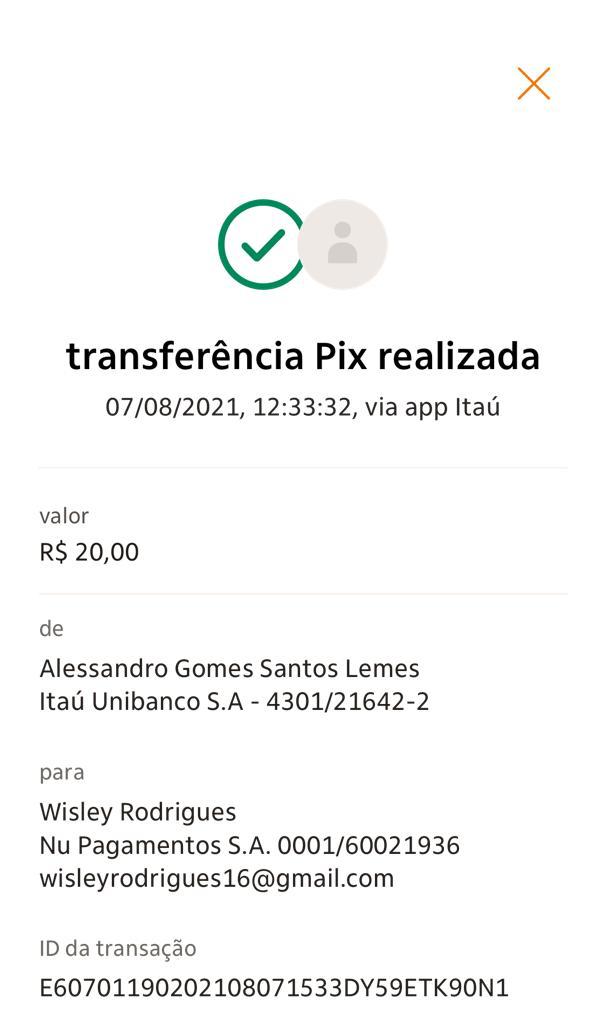 transferência Pix realizada
07/08/2021, 12:33:32, via app Itaú
valor
R$ 20,00
de
Alessandro Gomes Santos Lemes
Itaú Unibanco S.A - 4301/21642-2
para
Wisley Rodrigues
Nu Pagamentos S.A. 0001/60021936
wisleyrodrigues16@gmail.com
ID da transação
E60701190202108071533DY59ETK90N1